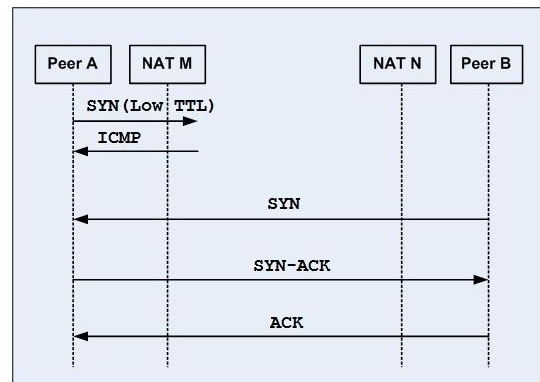 Peer A NAT M NAT N Peer B
SYN(Low TTL)
ICMP
SYN
SYN-ACK
ACK